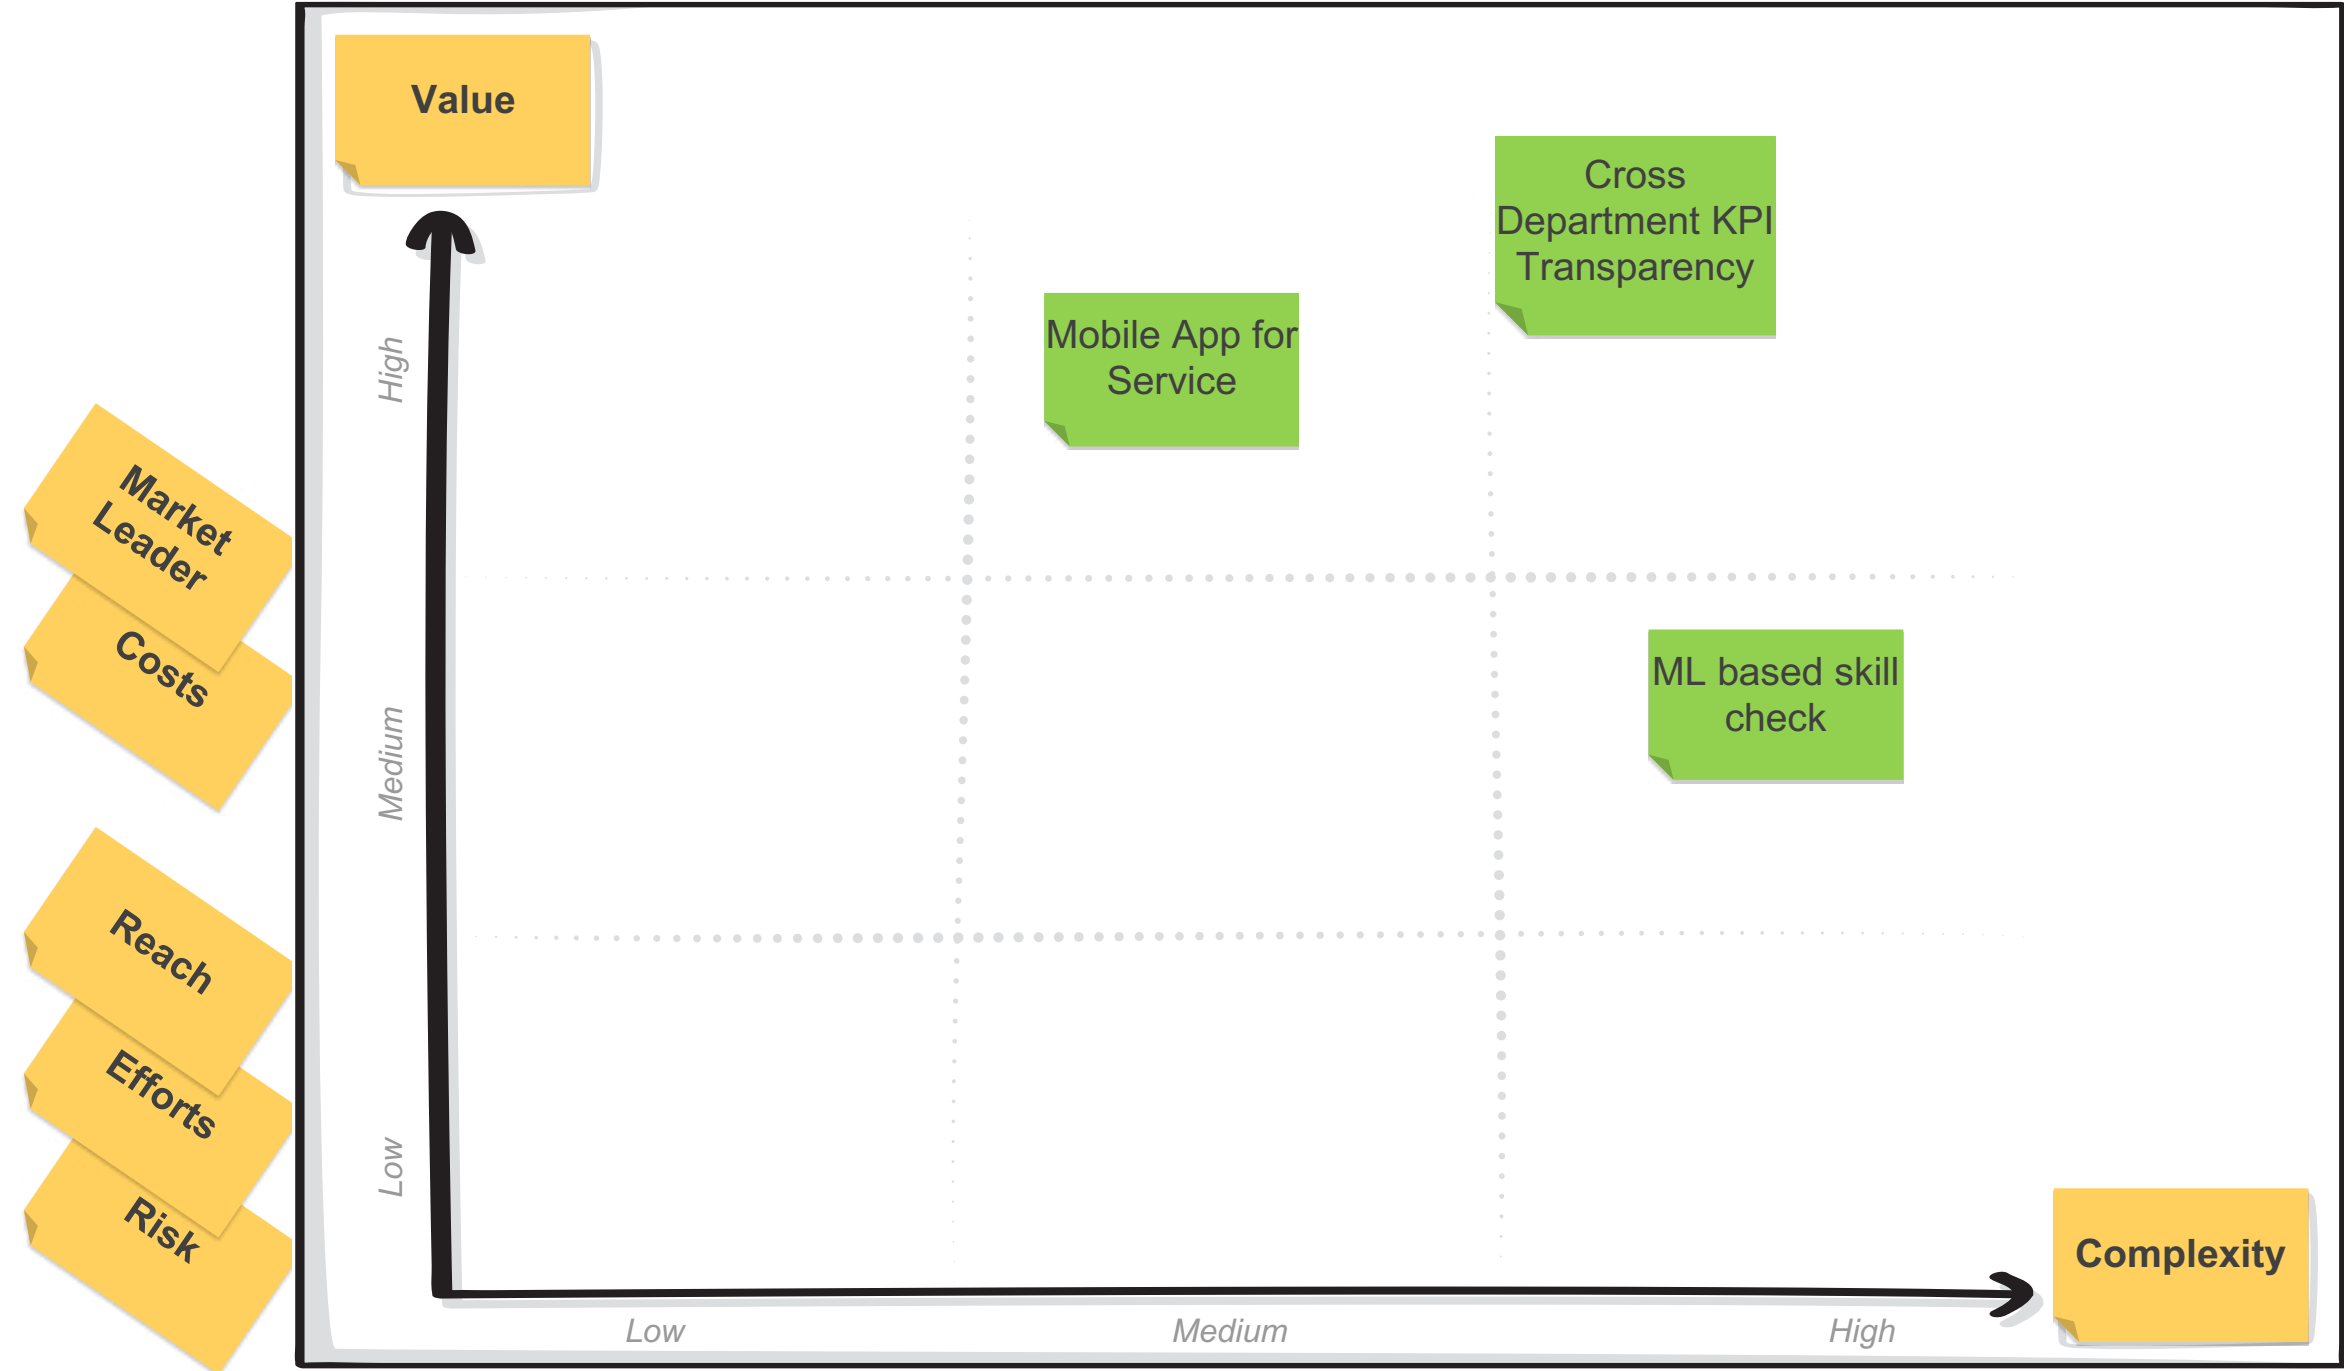 Value
Cross
Department KPI
Transparency
Mobile App for
Service
High
Market
Leader
Costs
ML based skill
check
Medium
Reach
Efforts
Risk
Low
Complexity
Low
Medium
High